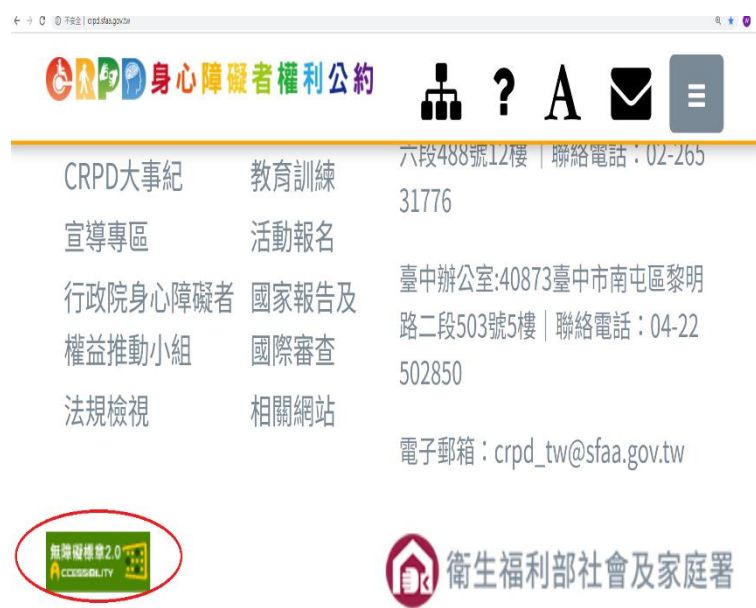 不安全 | crpd.sfaa.gov.tw
CRPD身心障礙者權利公約
? A
CRPD大事紀
教育訓練
宣導專區
活動報名
行政院身心障礙者
權益推動小組
國家報告及
國際審查
法規檢視
相關網站
六段488號12樓│聯絡電話:02-265
31776
臺中辦公室:40873臺中市南屯區黎明
路二段503號5樓│聯絡電話:04-22
502850
電子郵箱:crpd_tw@sfaa.gov.tw
無障礙標章2.0
ACCESSIBILITY
衛生福利部社會及家庭署